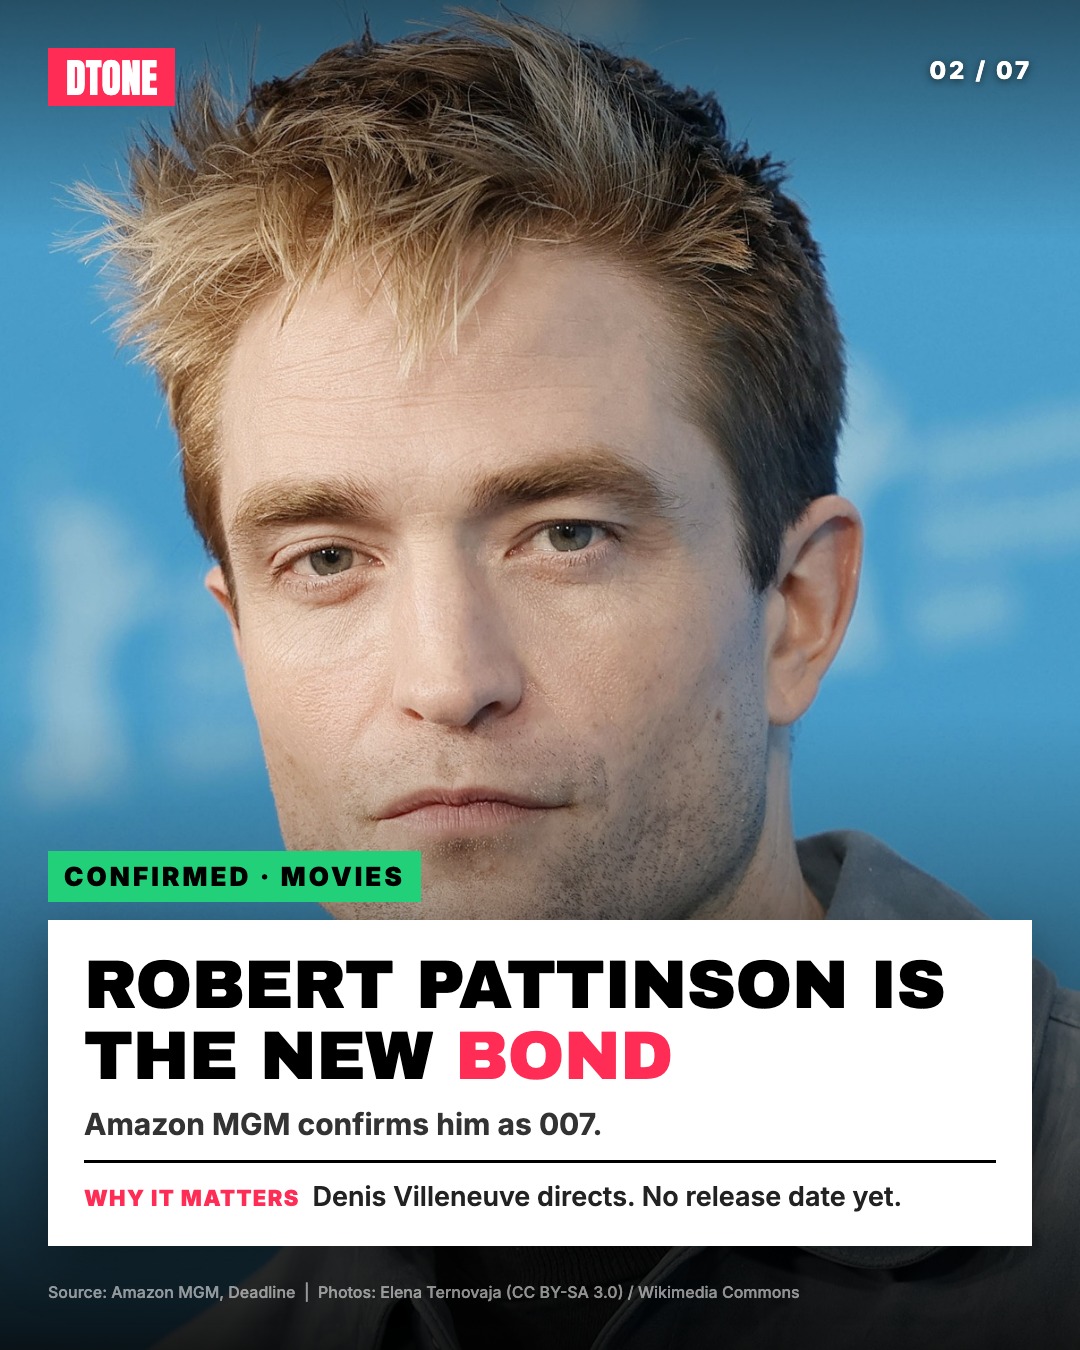 DTONE
02 / 07
CONFIRMED · MOVIES
ROBERT PATTINSON IS
THE NEW BOND
Amazon MGM confirms him as 007.
WHY IT MATTERS Denis Villeneuve directs. No release date yet.
Source: Amazon MGM, Deadline | Photos: Elena Ternovaja (CC BY-SA 3.0) / Wikimedia Commons